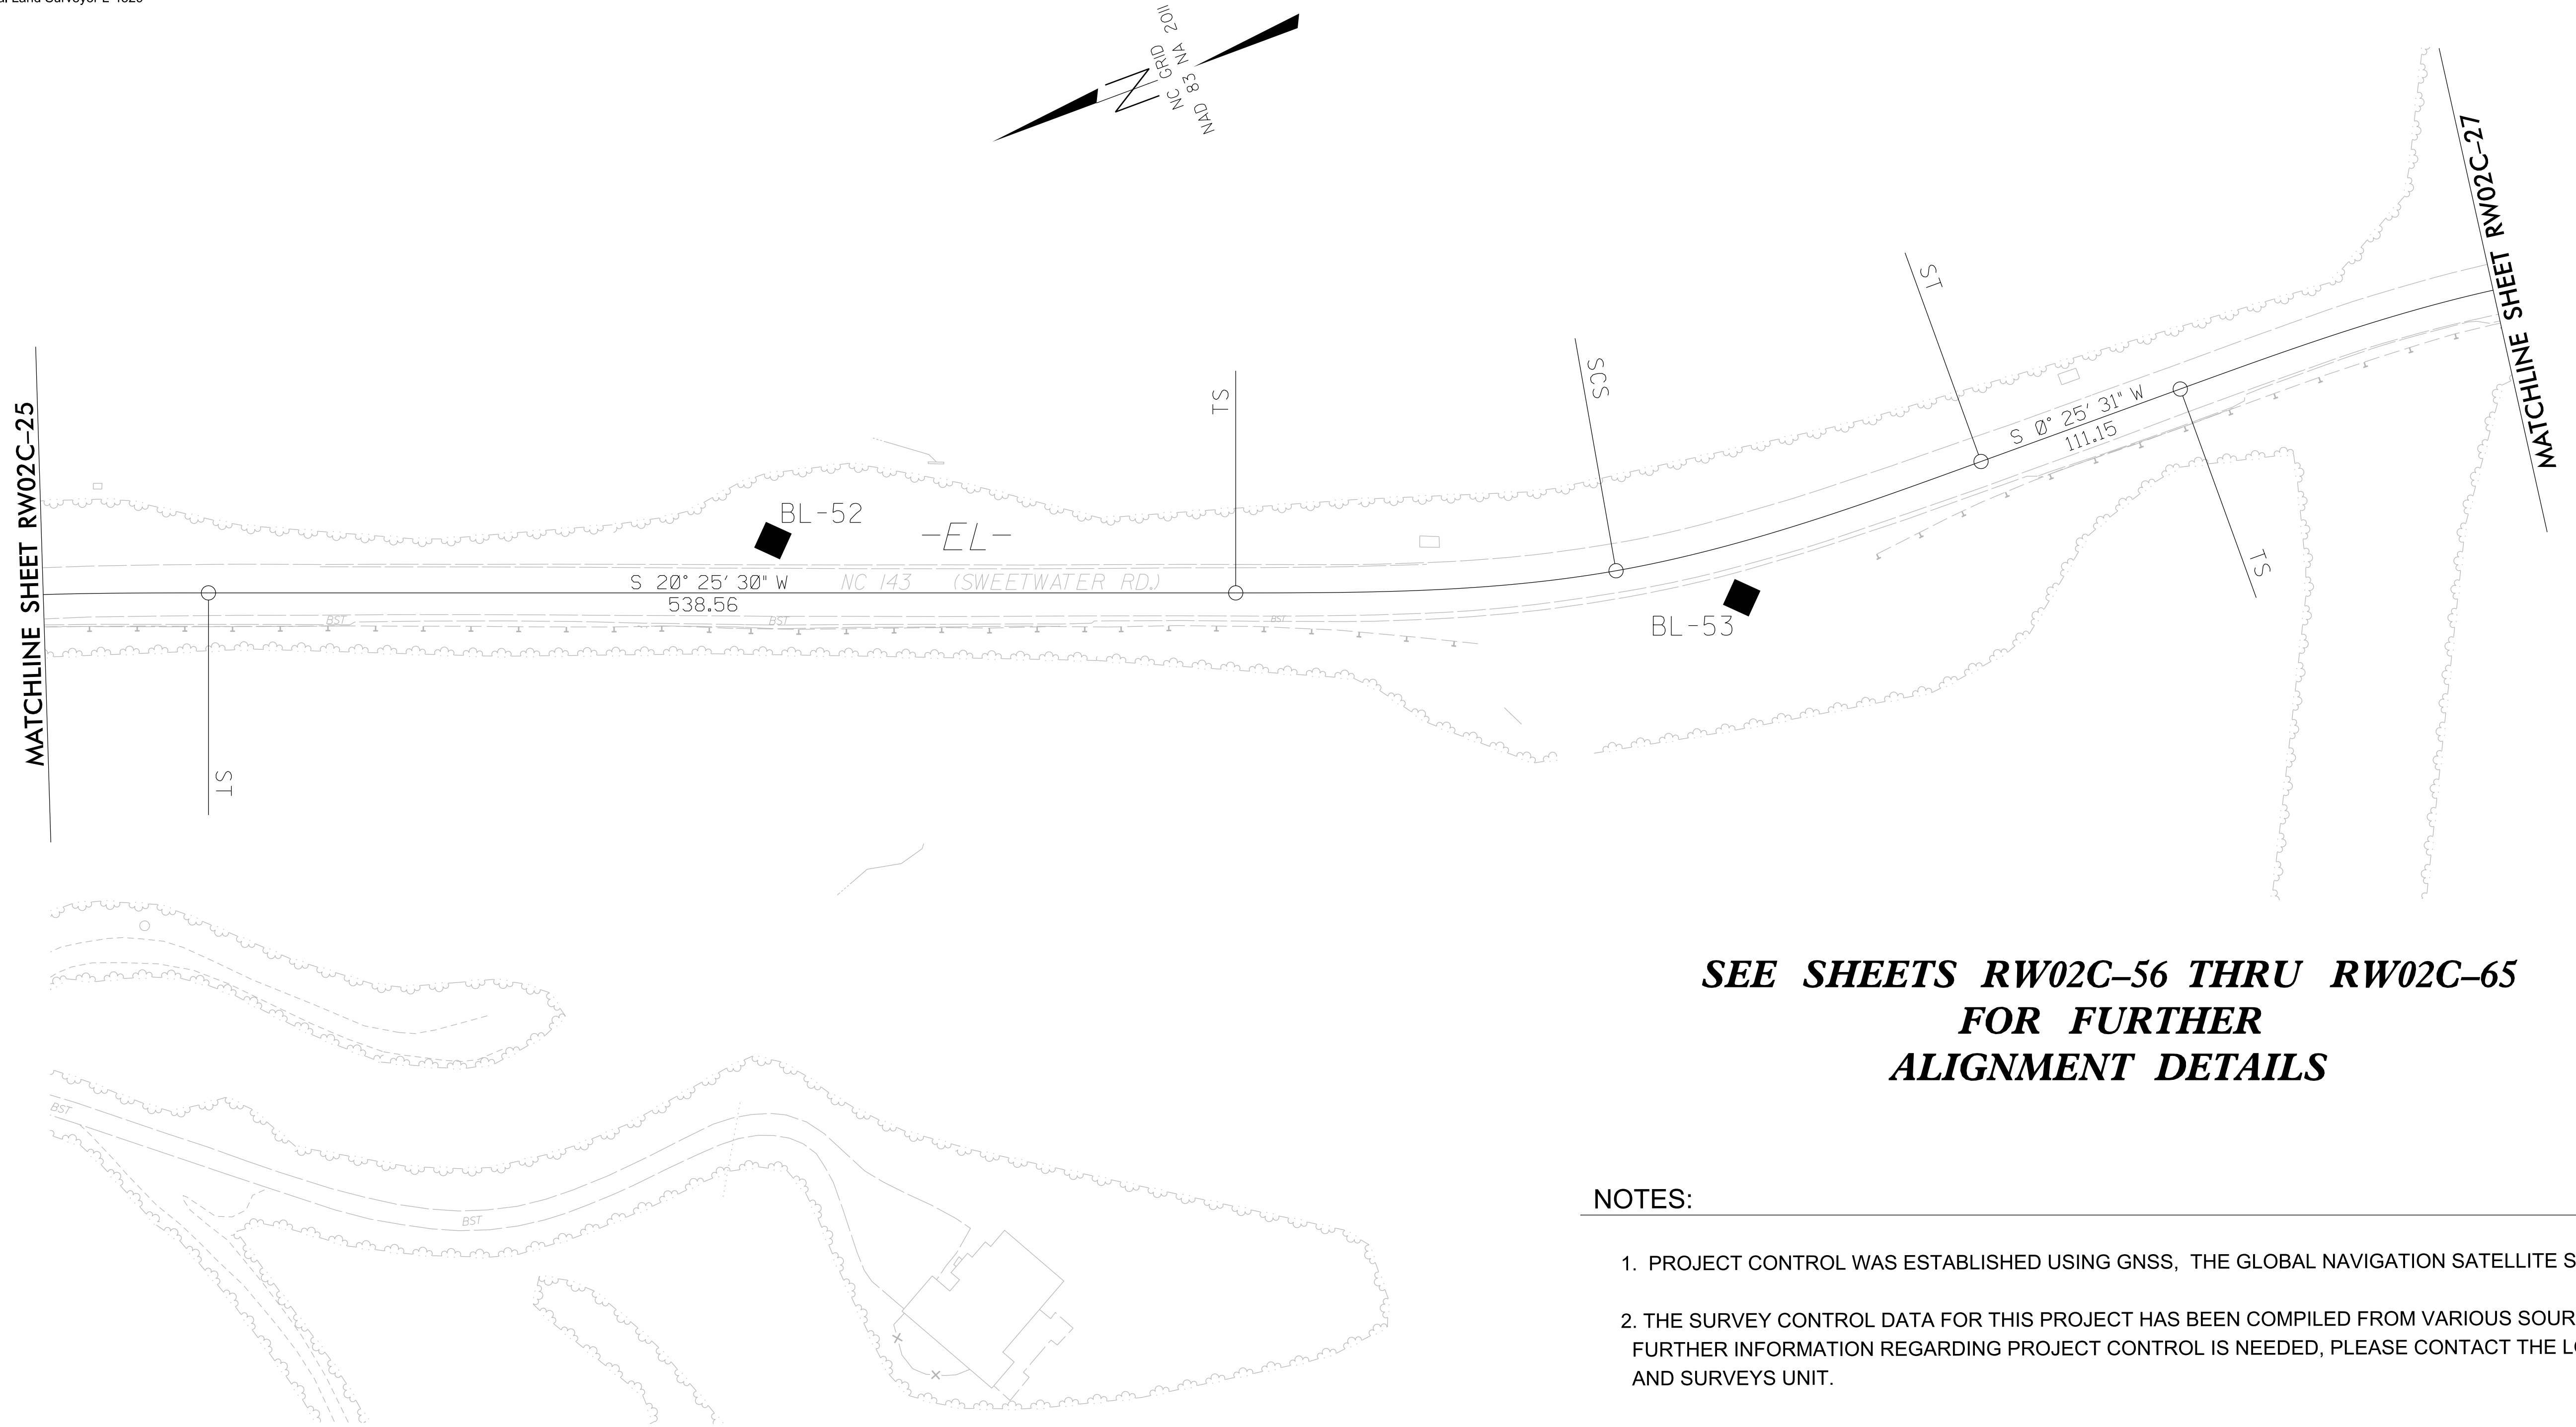 NC GRID
NAD 83 NA 2011
N
MATCHLINE SHEET RW02C–25
MATCHLINE SHEET RW02C–27
ST
SCS
TS
S 0° 25' 31" W
111.15
BL-52
-EL-
S 20° 25' 30" W
538.56
NC 143 (SWEETWATER RD.)
BST
BST
BST
BL-53
TS
ST
BST
BST
SEE SHEETS RW02C–56 THRU RW02C–65
FOR FURTHER
ALIGNMENT DETAILS
NOTES:
1. PROJECT CONTROL WAS ESTABLISHED USING GNSS, THE GLOBAL NAVIGATION SATELLITE S
2. THE SURVEY CONTROL DATA FOR THIS PROJECT HAS BEEN COMPILED FROM VARIOUS SOUR
FURTHER INFORMATION REGARDING PROJECT CONTROL IS NEEDED, PLEASE CONTACT THE
AND SURVEYS UNIT.